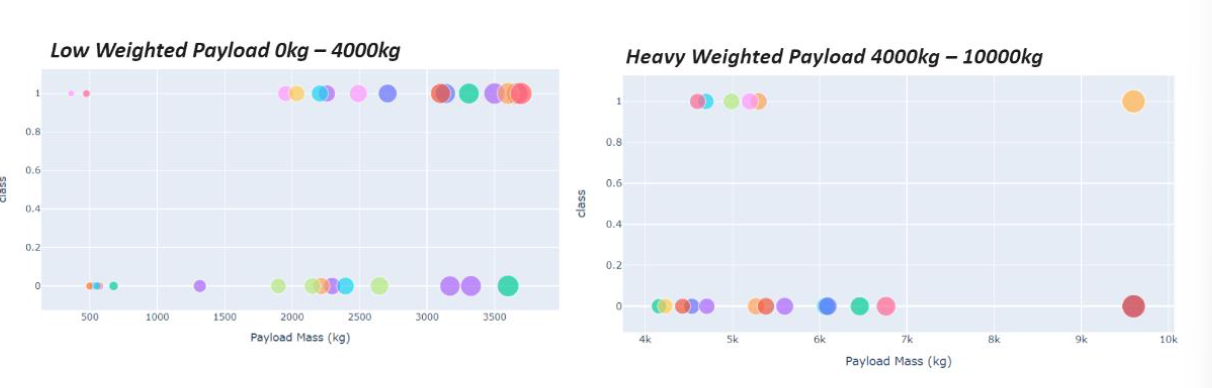 Low Weighted Payload 0kg – 4000kg
1
0.8
0.6
0.4
0.2
0
class
500
1000
1500
2000
2500
3000
3500
Payload Mass (kg)
Heavy Weighted Payload 4000kg – 10000kg
1
0.8
0.6
0.4
0.2
0
class
4k
5k
6k
7k
8k
9k
10k
Payload Mass (kg)